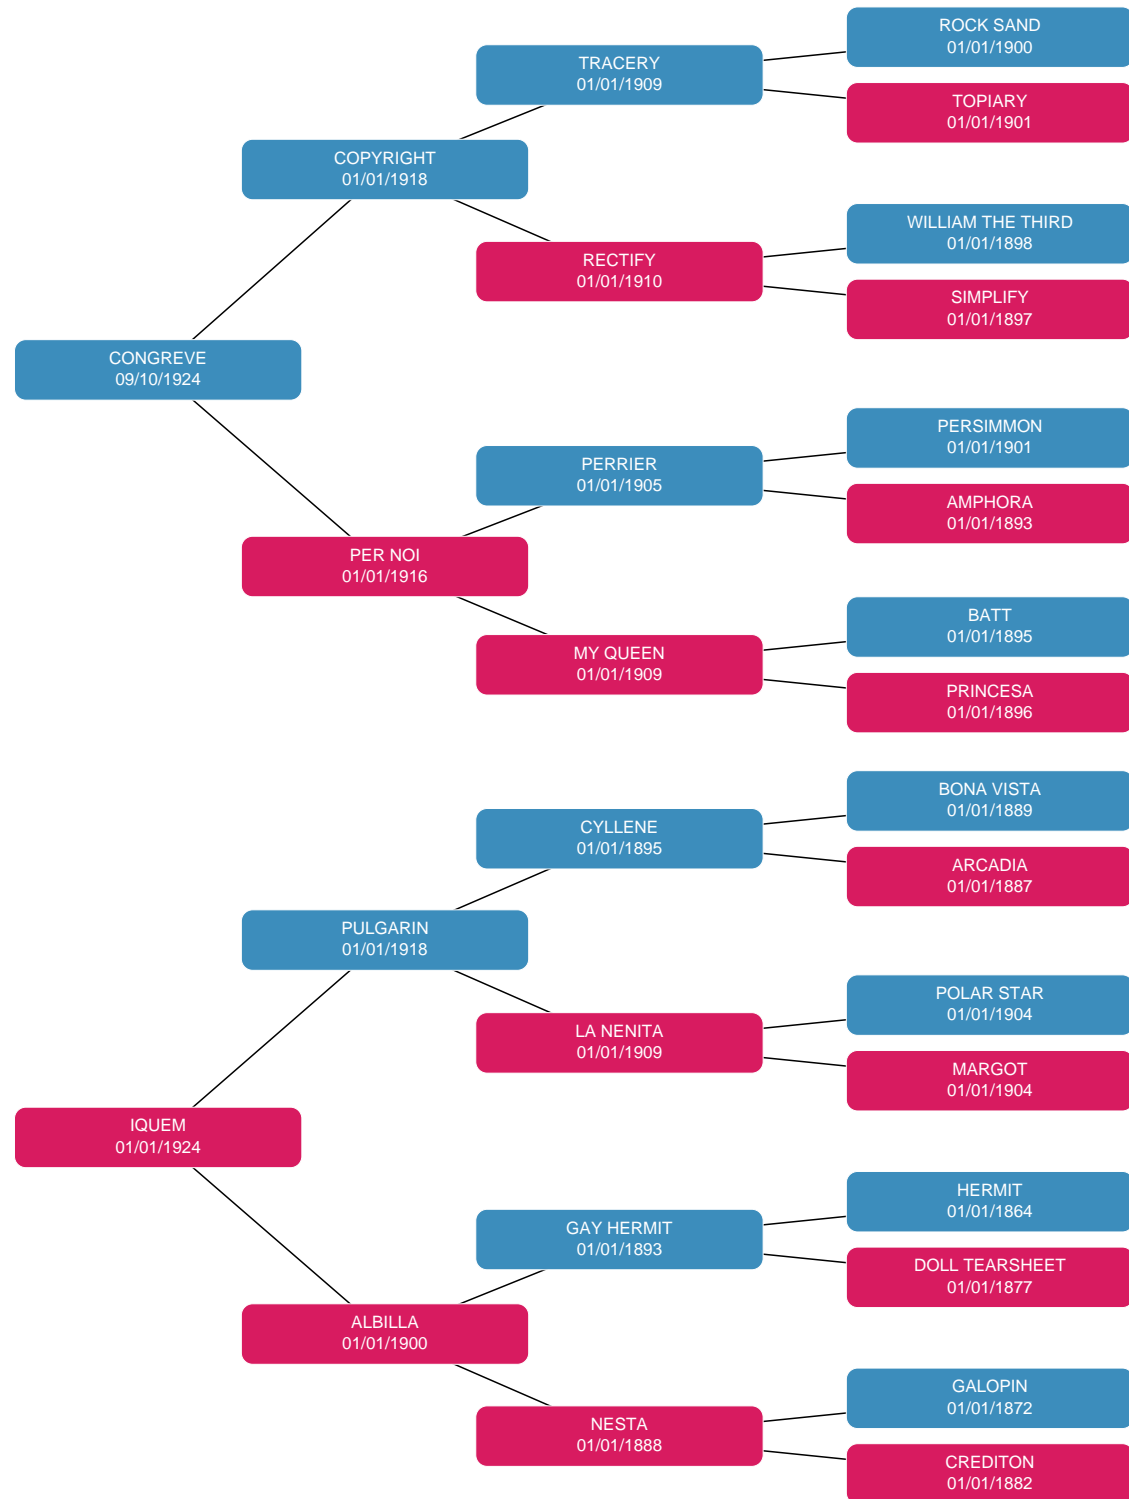 ROCK SAND
01/01/1900
TRACERY
01/01/1909
TOPIARY
01/01/1901
COPYRIGHT
01/01/1918
WILLIAM THE THIRD
01/01/1898
RECTIFY
01/01/1910
SIMPLIFY
01/01/1897
CONGREVE
09/10/1924
PERSIMMON
01/01/1901
PERRIER
01/01/1905
AMPHORA
01/01/1893
PER NOI
01/01/1916
BATT
01/01/1895
MY QUEEN
01/01/1909
PRINCESA
01/01/1896
BONA VISTA
01/01/1889
CYLLENE
01/01/1895
ARCADIA
01/01/1887
PULGARIN
01/01/1918
POLAR STAR
01/01/1904
LA NENITA
01/01/1909
MARGOT
01/01/1904
IQUEM
01/01/1924
HERMIT
01/01/1864
GAY HERMIT
01/01/1893
DOLL TEARSHEET
01/01/1877
ALBILLA
01/01/1900
GALOPIN
01/01/1872
NESTA
01/01/1888
CREDITON
01/01/1882